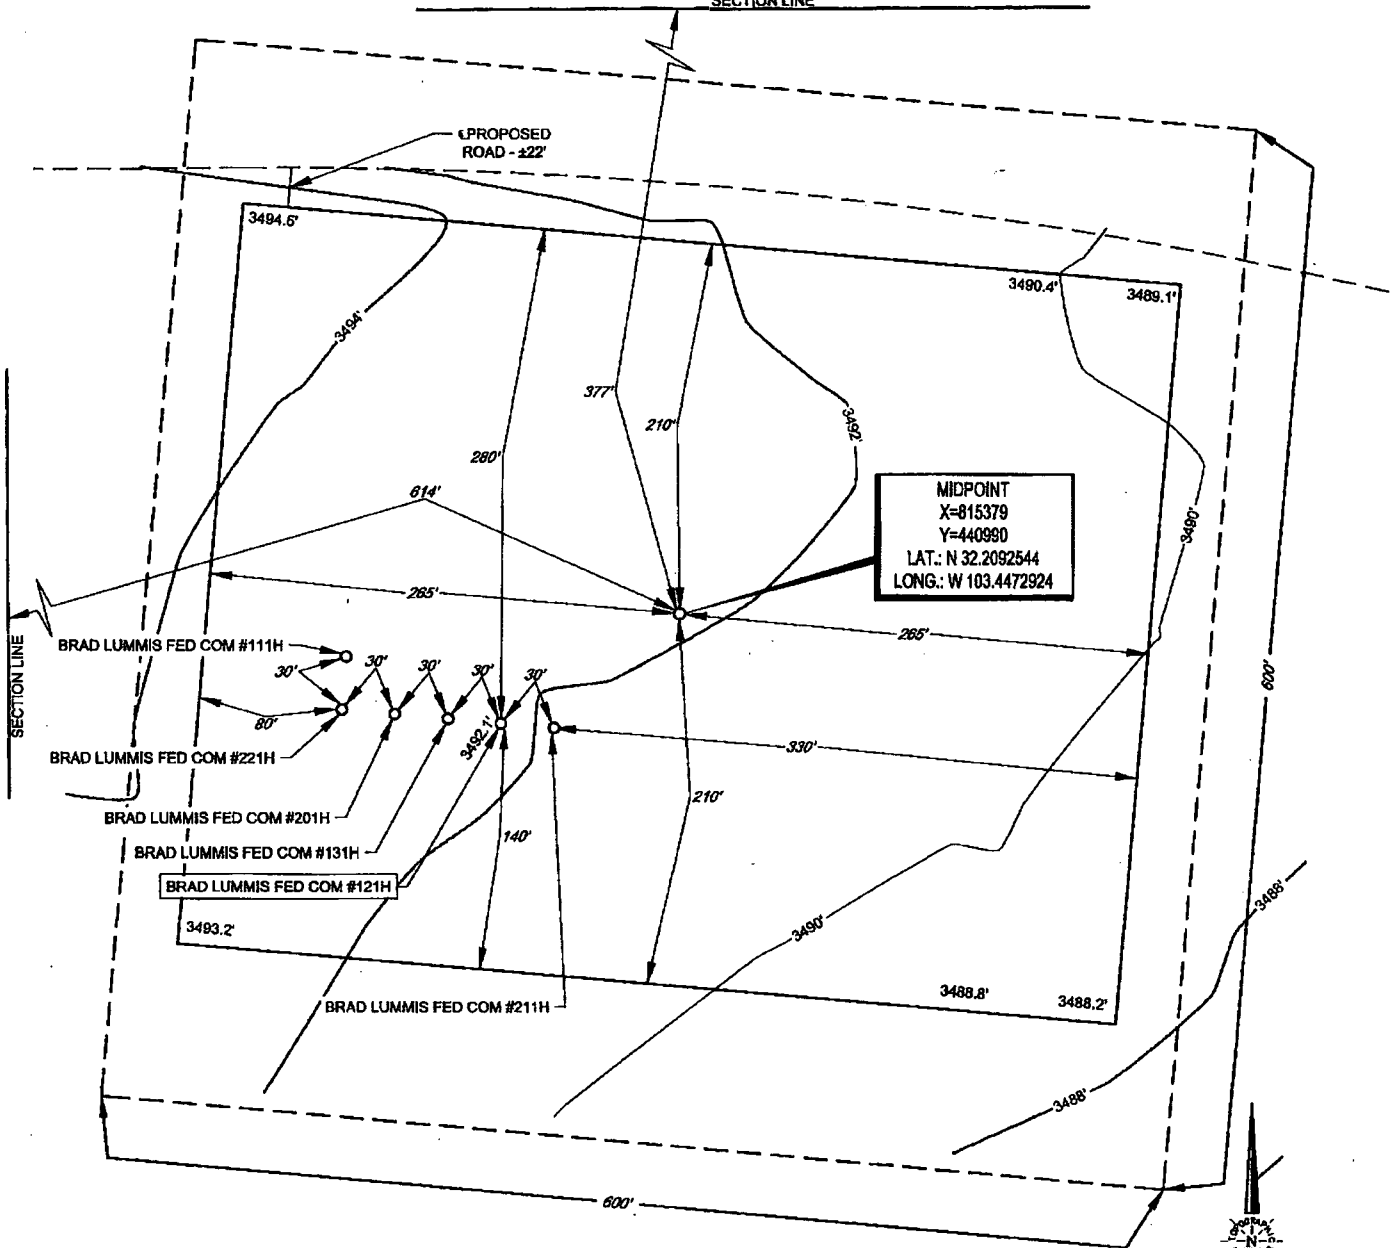 SECTION LINE
℄PROPOSED
ROAD - ±22'
3494.6'
3490.4'
3489.1'
3494'
377'
210'
3492'
280'
614'
MIDPOINT
X=815379
Y=440990
LAT.: N 32.2092544
LONG.: W 103.4472924
3490'
265'
265'
SECTION LINE
BRAD LUMMIS FED COM #111H
30'
30'
30'
30'
30'
600'
80'
3492.1'
330'
BRAD LUMMIS FED COM #221H
210'
BRAD LUMMIS FED COM #201H
140'
BRAD LUMMIS FED COM #131H
BRAD LUMMIS FED COM #121H
3488'
3493.2'
3490'
BRAD LUMMIS FED COM #211H
3488.8'
3488.2'
3488'
600'
TOPOGRAPHIC
N